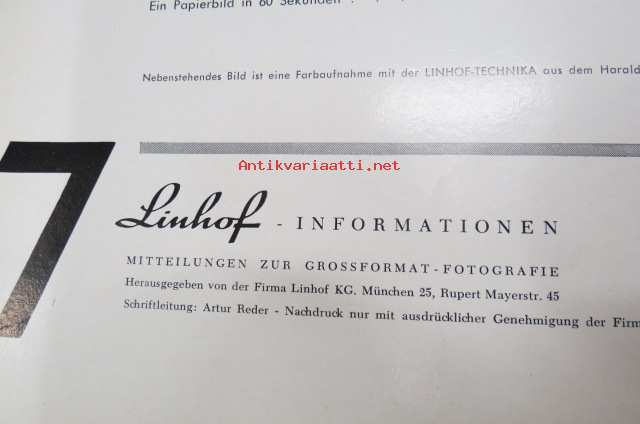 Ein Papierbild in 60 Sekunden
Nebenstehendes Bild ist eine Farbaufnahme mit der LINHOF-TECHNIKA aus dem Harald
Antikvariaatti.net
7
Linhof - INFORMATIONEN
MITTEILUNGEN ZUR GROSSFORMAT-FOTOGRAFIE
Herausgegeben von der Firma Linhof KG. München 25, Rupert Mayerstr. 45
Schriftleitung: Artur Reder - Nachdruck nur mit ausdrücklicher Genehmigung der Firm